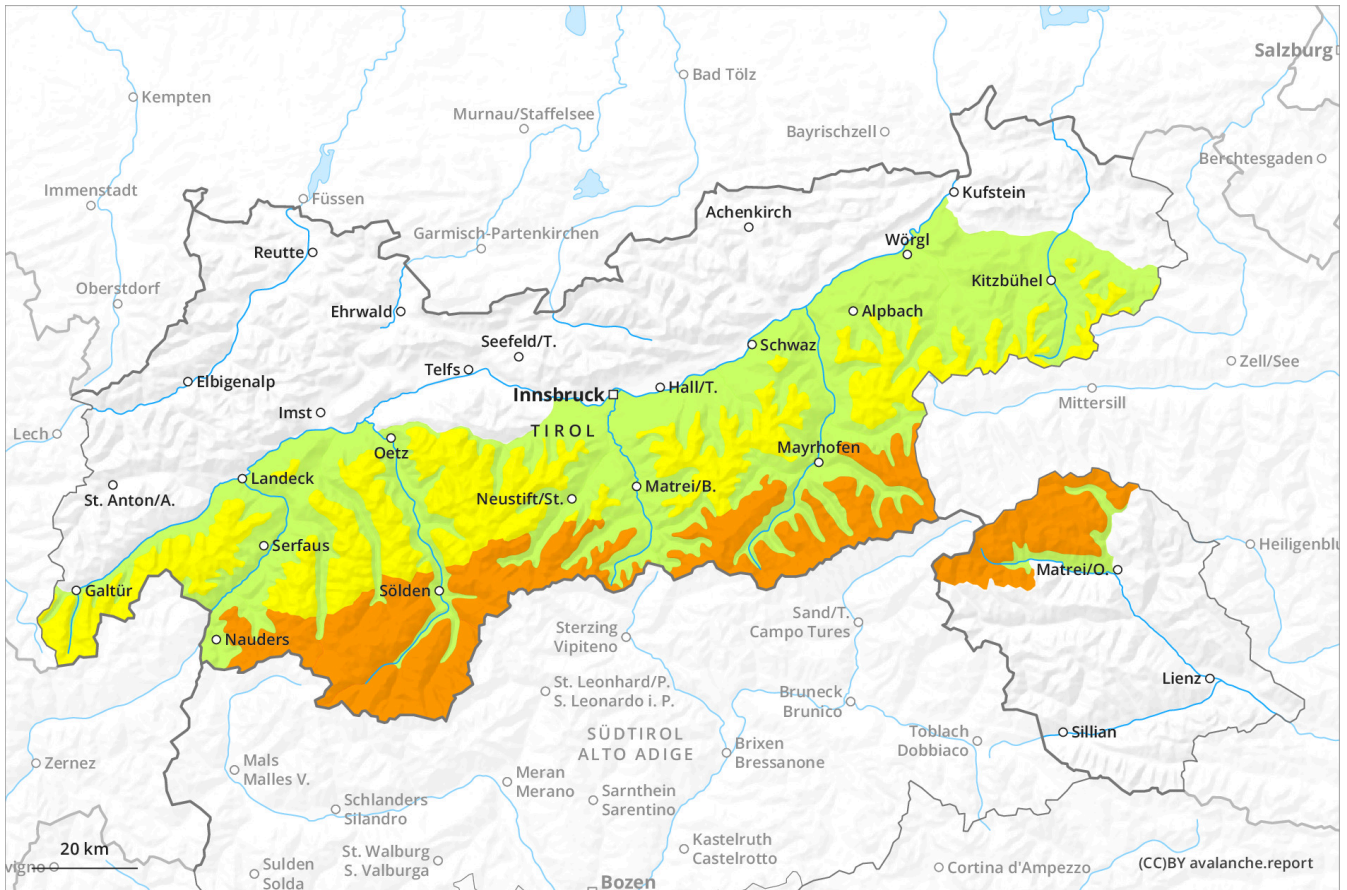 Salzburg
Bad Tölz
Kempten
Murnau/Staffelsee
Bayrischzell
Berchtesgaden
Immenstadt
Füssen
Kufstein
Achenkirch
Garmisch-Partenkirchen
Wörgl
Reutte
Oberstdorf
Kitzbühel
Ehrwald
Alpbach
Seefeld/T.
Schwaz
Zell/See
Telfs
Elbigenalp
Innsbruck
Hall/T.
Mittersill
Imst
Lech
TIROL
Oetz
Mayrhofen
Landeck
Matrei/B.
St. Anton/A.
Neustift/St.
Serfaus
Heiligenblu
Matrei/O.
Galtür
Sölden
Sand/T.
Campo Tures
Nauders
Sterzing
Vipiteno
Lienz
St. Leonhard/P.
S. Leonardo i. P.
Bruneck
Brunico
Sillian
SÜDTIROL
ALTO ADIGE
Toblach
Dobbiaco
Brixen
Bressanone
Zernez
Mals
Malles V.
Meran
Merano
Sarnthein
Sarentino
Schlanders
Silandro
Kastelruth
Castelrotto
20 km
St. Walburg
S. Valburga
vigno
Sulden
Solda
Cortina d'Ampezzo
(CC)BY avalanche.report
Bozen